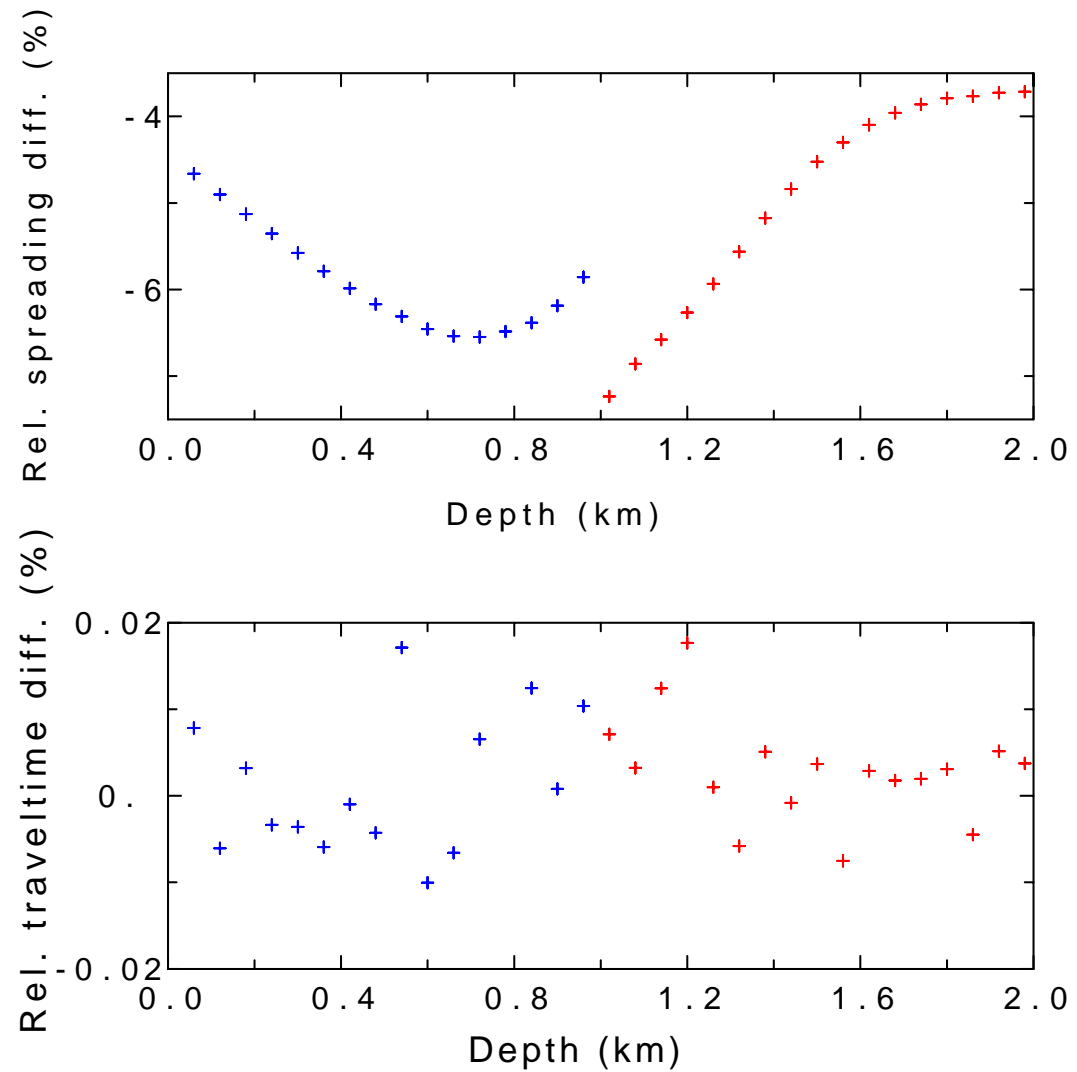 Rel. spreading diff. (%)
-4
-6
0.0 0.4 0.8 1.2 1.6 2.0
Depth (km)
Rel. traveltime diff. (%)
0.02
0.
-0.02
0.0 0.4 0.8 1.2 1.6 2.0
Depth (km)